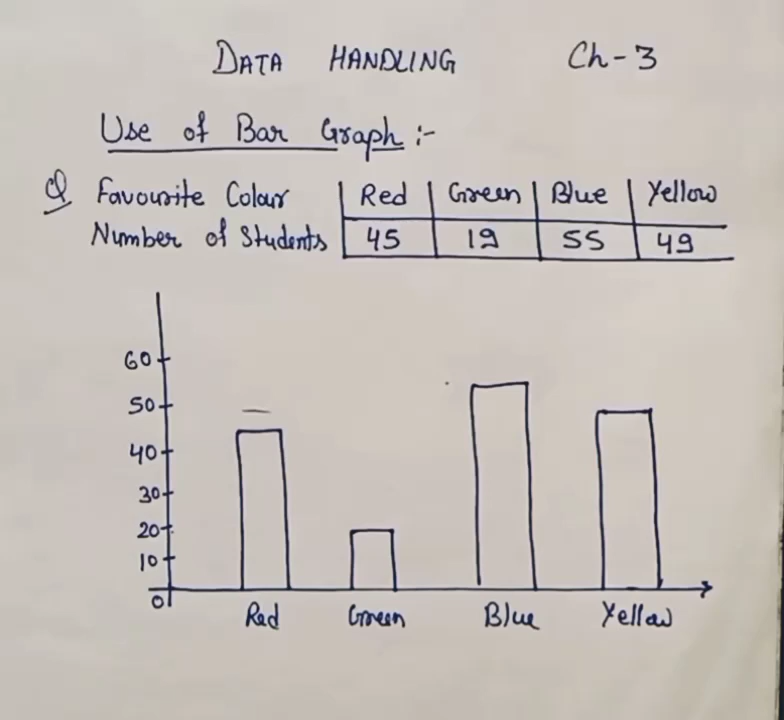 DATA HANDLING Ch-3
Use of Bar Graph :-
Q Favourite Colour Red Green Blue Yellow
Number of Students 45 19 55 49
60
50
40
30
20
10
0
Red Green Blue Yellow